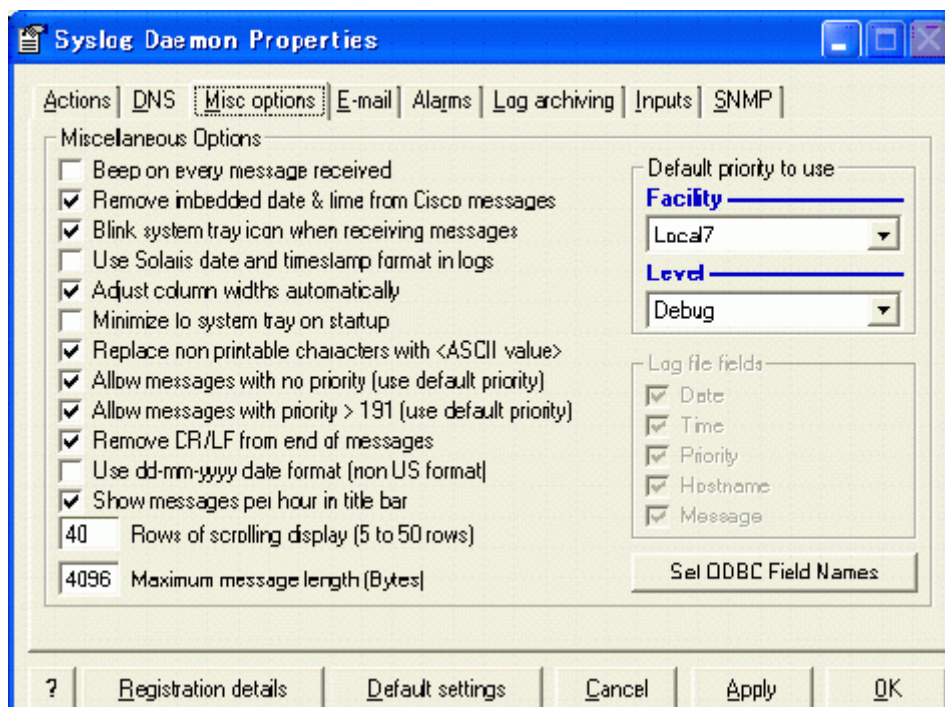 Syslog Daemon Properties
Actions DNS Misc options E-mail Alarms Log archiving Inputs SNMP
Miscellaneous Options
Beep on every message received
Remove imbedded date & time from Cisco messages
Blink system tray icon when receiving messages
Use Solaris date and timestamp format in logs
Adjust column widths automatically
Minimize to system tray on startup
Replace non printable characters with <ASCII value>
Allow messages with no priority (use default priority)
Allow messages with priority > 191 (use default priority)
Remove CR/LF from end of messages
Use dd-mm-yyyy date format (non US format)
Show messages per hour in title bar
40 Rows of scrolling display (5 to 50 rows)
4096 Maximum message length (Bytes)
Default priority to use
Facility
Local7
Level
Debug
Log file fields
Date
Time
Priority
Hostname
Message
Set ODBC Field Names
? Registration details Default settings Cancel Apply OK